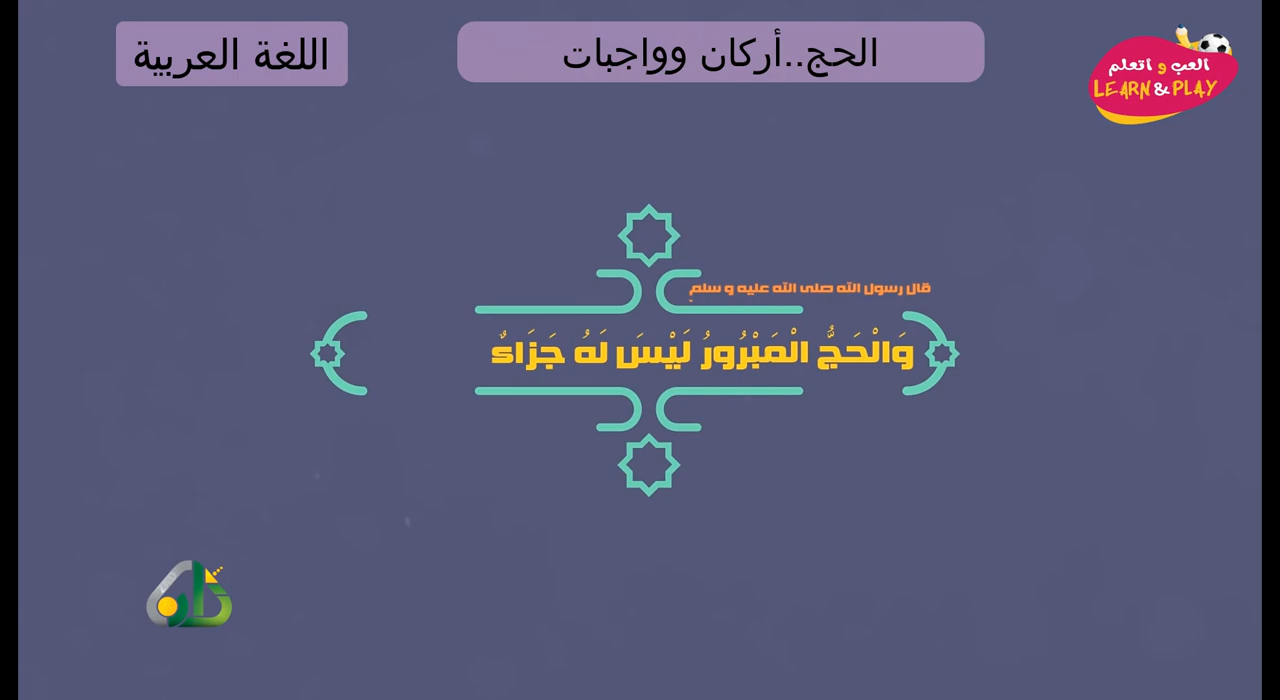 الحج..أركان وواجبات
اللغة العربية
العب و اتعلم
LEARN & PLAY
قال رسول الله صلى الله عليه و سلم
وَالْحَجُّ الْمَبْرُورُ لَيْسَ لَهُ جَزَاءٌ